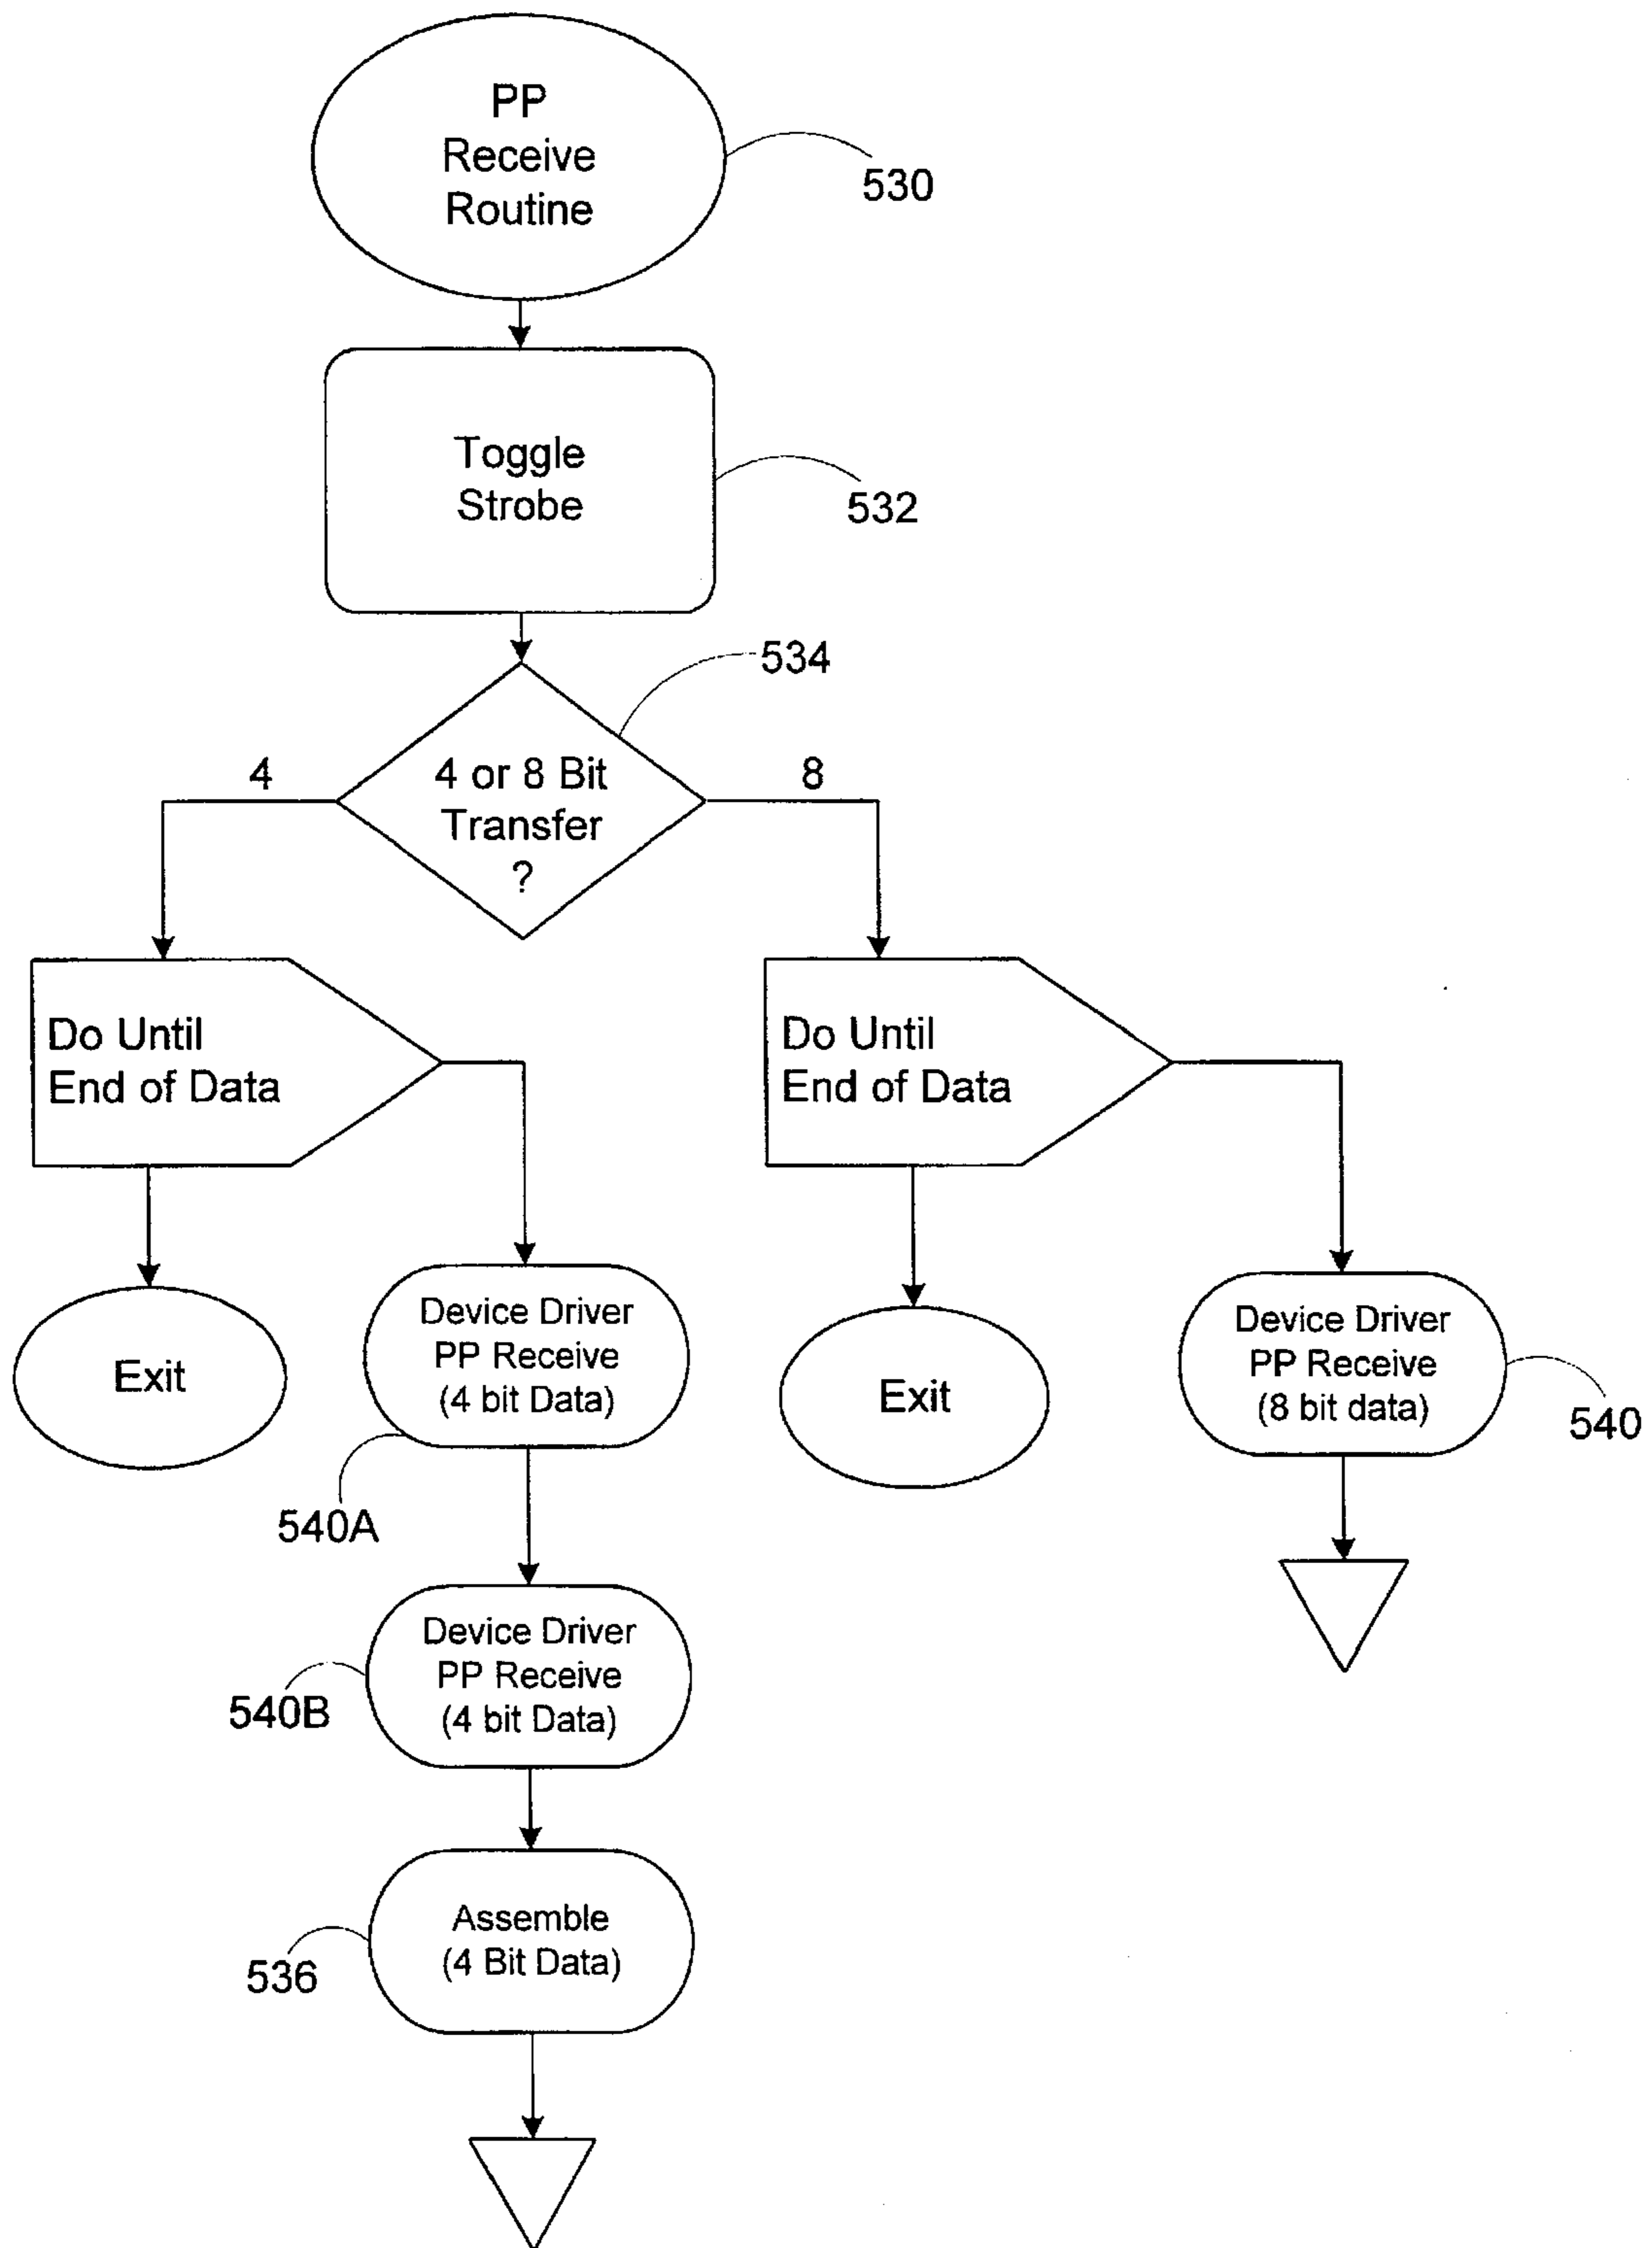 PP
Receive
Routine
530
Toggle
Strobe
532
534
4
4 or 8 Bit
Transfer
?
8
Do Until
End of Data
Do Until
End of Data
Exit
Device Driver
PP Receive
(4 bit Data)
540A
Exit
Device Driver
PP Receive
(8 bit data)
540
Device Driver
PP Receive
(4 bit Data)
540B
Assemble
(4 Bit Data)
536